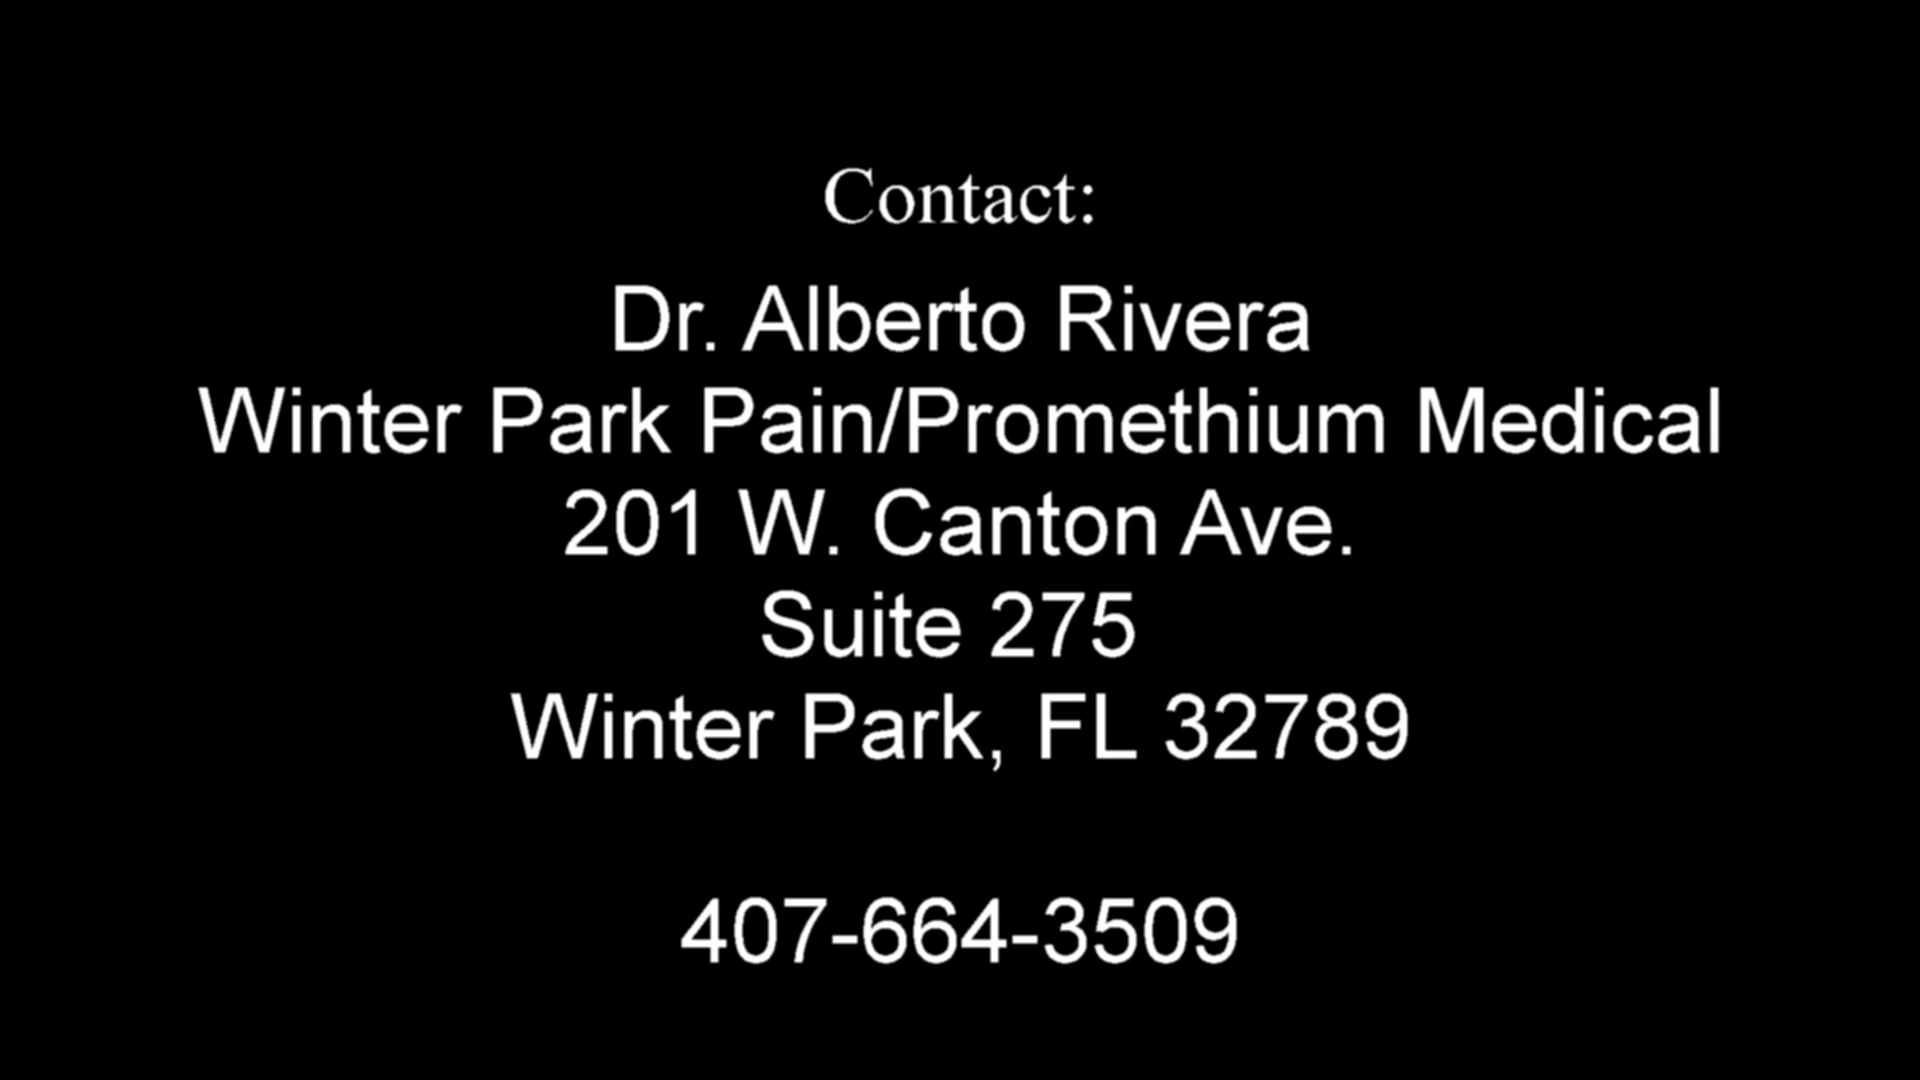 Contact:
Dr. Alberto Rivera
Winter Park Pain/Promethium Medical
201 W. Canton Ave.
Suite 275
Winter Park, FL 32789
407-664-3509